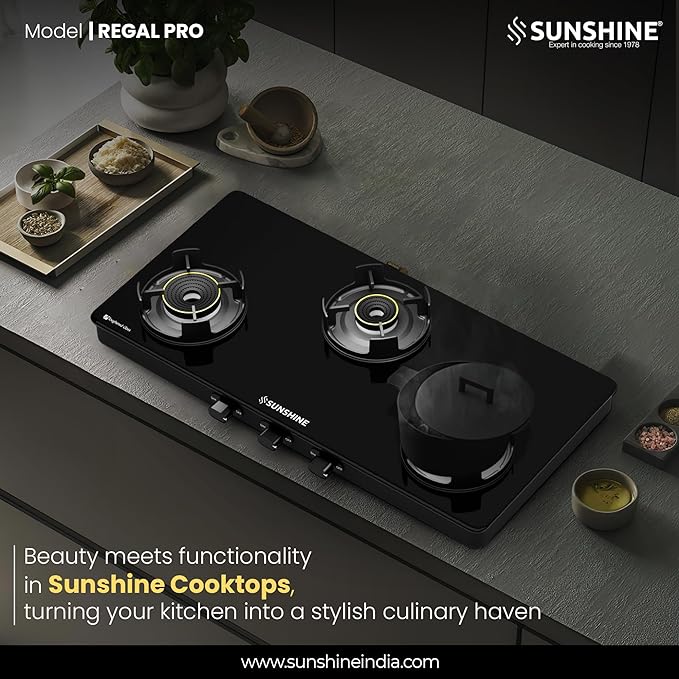 Model | REGAL PRO
SUNSHINE®
Expert in cooking since 1978
SUNSHINE
Beauty meets functionality
in Sunshine Cooktops,
turning your kitchen into a stylish culinary haven
www.sunshineindia.com